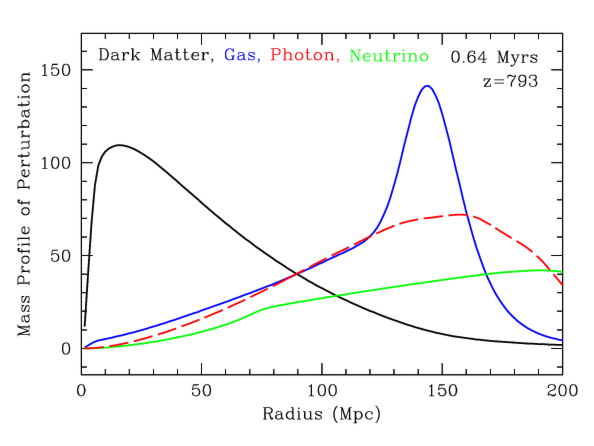 Dark Matter, Gas, Photon, Neutrino 0.64 Myrs
z=793
Mass Profile of Perturbation
150
100
50
0
0 50 100 150 200
Radius (Mpc)